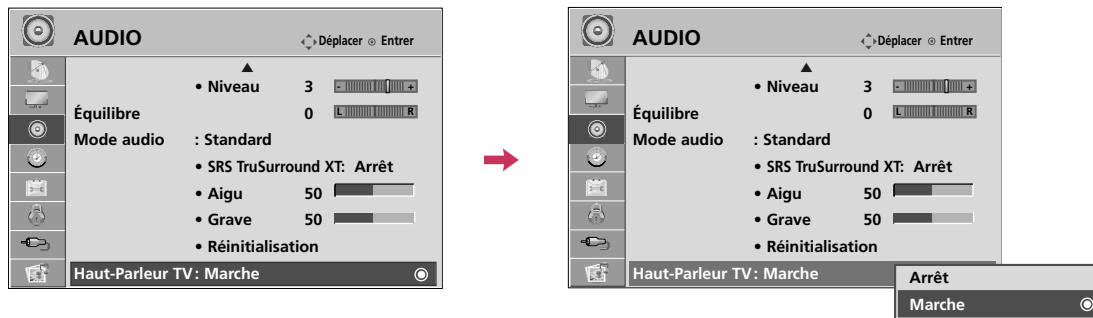 AUDIO
Déplacer Entrer
• Niveau 3 - +
Équilibre 0 L R
Mode audio : Standard
• SRS TruSurround XT: Arrêt
• Aigu 50
• Grave 50
• Réinitialisation
Haut-Parleur TV: Marche
AUDIO
Déplacer Entrer
• Niveau 3 - +
Équilibre 0 L R
Mode audio : Standard
• SRS TruSurround XT: Arrêt
• Aigu 50
• Grave 50
• Réinitialisation
Haut-Parleur TV: Marche
Arrêt
Marche